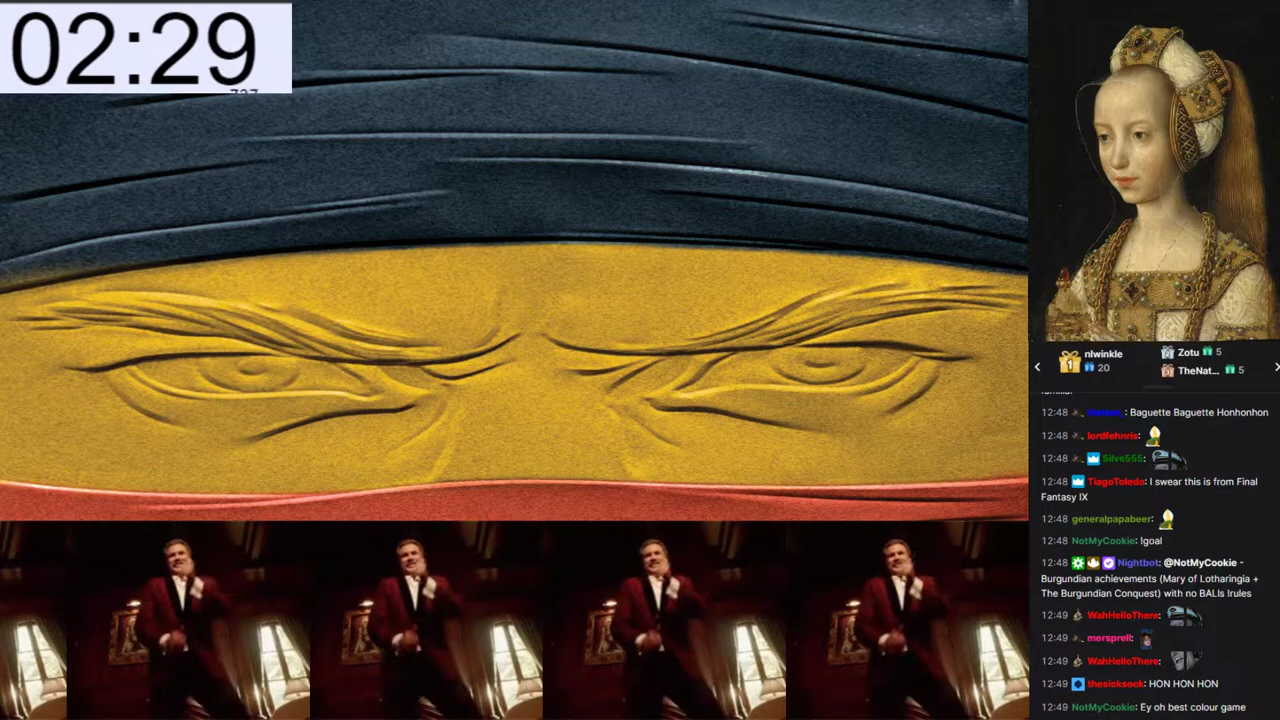 02:29
nlwinkle
20
Zotu 5
TheNat... 5
: Baguette Baguette Honhonhon
12:48
12:48 lordfehnris:
12:48 Silve555:
12:48 TiagoToledo: I swear this is from Final
Fantasy IX
12:48 generalpapabeer:
12:48 NotMyCookie: !goal
12:48 Nightbot: @NotMyCookie -
Burgundian achievements (Mary of Lotharingia +
The Burgundian Conquest) with no BALIs !rules
12:49 WahHelloThere:
12:49 mersprell:
12:49 WahHelloThere:
12:49 thesicksock: HON HON HON
12:49 NotMyCookie: Ey oh best colour game